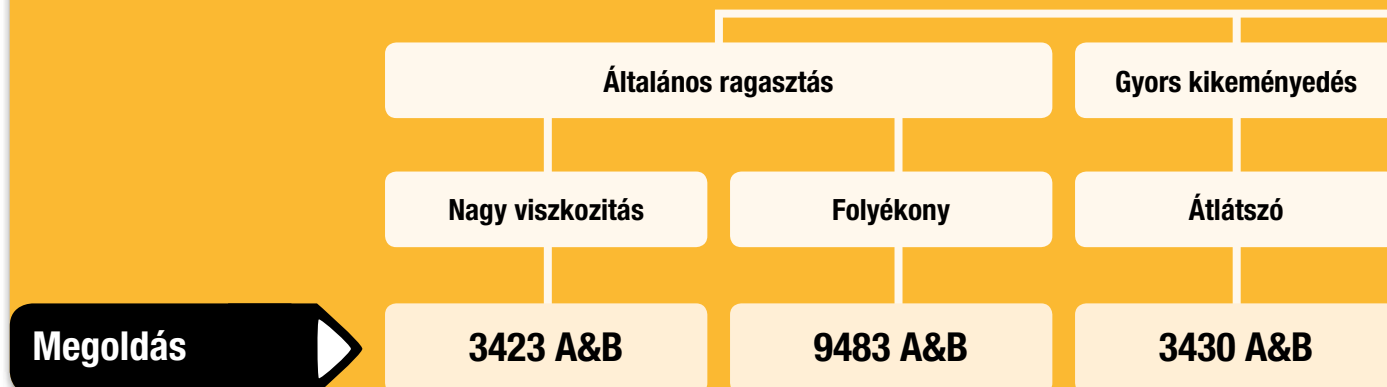 Általános ragasztás
Gyors kikeményedés
Nagy viszkozitás
Folyékony
Átlátszó
Megoldás
3423 A&B
9483 A&B
3430 A&B